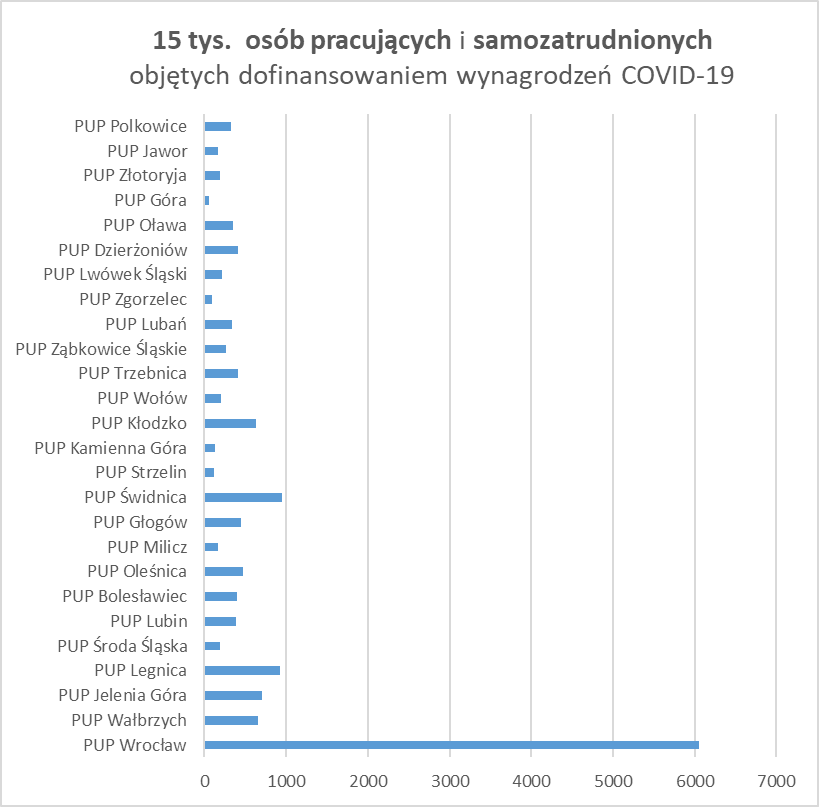 15 tys.  osób pracujących i samozatrudnionych
objętych dofinansowaniem wynagrodzeń COVID-19
PUP Polkowice
PUP Jawor
PUP Złotoryja
PUP Góra
PUP Oława
PUP Dzierżoniów
PUP Lwówek Śląski
PUP Zgorzelec
PUP Lubań
PUP Ząbkowice Śląskie
PUP Trzebnica
PUP Wołów
PUP Kłodzko
PUP Kamienna Góra
PUP Strzelin
PUP Świdnica
PUP Głogów
PUP Milicz
PUP Oleśnica
PUP Bolesławiec
PUP Lubin
PUP Środa Śląska
PUP Legnica
PUP Jelenia Góra
PUP Wałbrzych
PUP Wrocław
0 1000 2000 3000 4000 5000 6000 7000